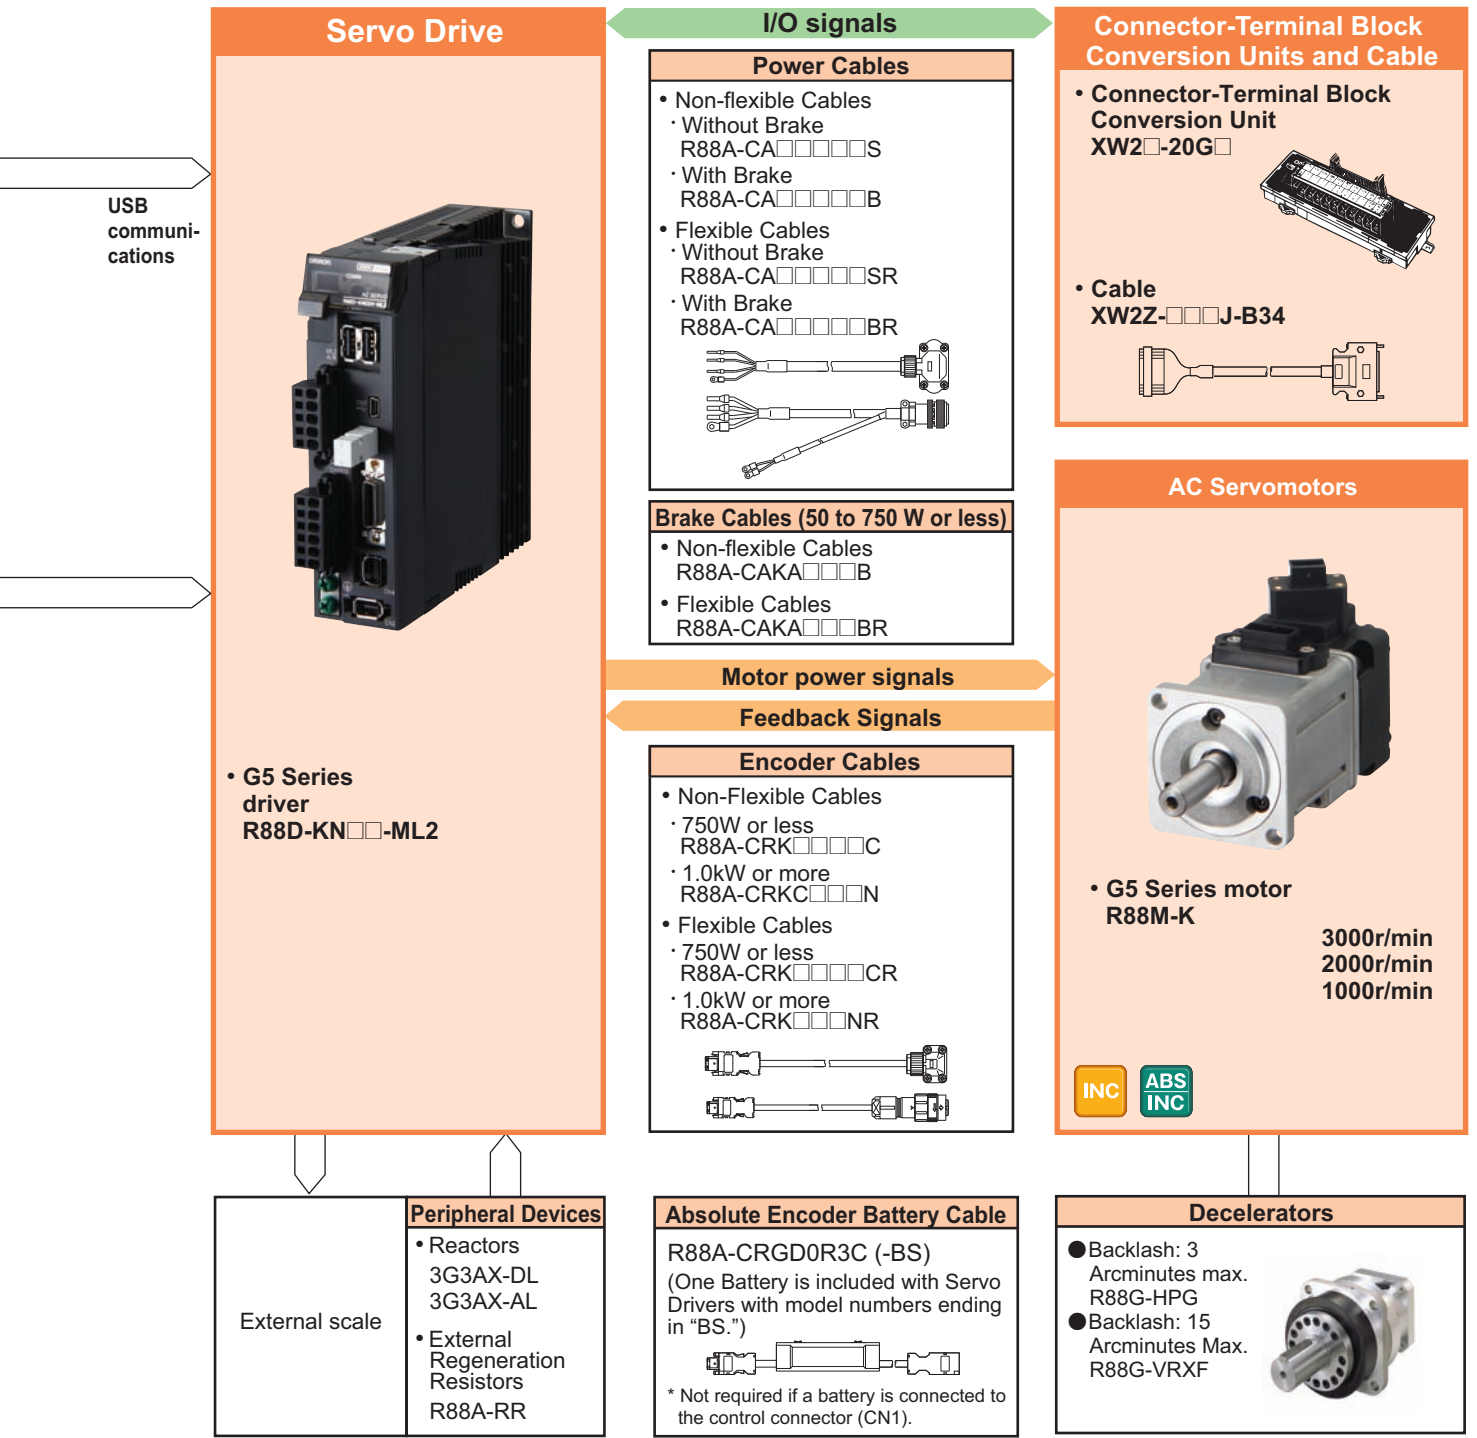 Servo Drive
USB
communi-
cations
OMRON
AC SERVO
• G5 Series
driver
R88D-KN□□-ML2
I/O signals
Power Cables
• Non-flexible Cables
· Without Brake
R88A-CA□□□□□S
· With Brake
R88A-CA□□□□□B
• Flexible Cables
· Without Brake
R88A-CA□□□□□SR
· With Brake
R88A-CA□□□□□BR
Brake Cables (50 to 750 W or less)
• Non-flexible Cables
R88A-CAKA□□□B
• Flexible Cables
R88A-CAKA□□□BR
Motor power signals
Feedback Signals
Encoder Cables
• Non-Flexible Cables
· 750W or less
R88A-CRK□□□□C
· 1.0kW or more
R88A-CRKC□□□N
• Flexible Cables
· 750W or less
R88A-CRK□□□□CR
· 1.0kW or more
R88A-CRK□□□NR
Connector-Terminal Block
Conversion Units and Cable
• Connector-Terminal Block
Conversion Unit
XW2□-20G□
• Cable
XW2Z-□□□J-B34
AC Servomotors
• G5 Series motor
R88M-K
3000r/min
2000r/min
1000r/min
INC
ABS
INC
External scale
Peripheral Devices
• Reactors
3G3AX-DL
3G3AX-AL
• External
Regeneration
Resistors
R88A-RR
Absolute Encoder Battery Cable
R88A-CRGD0R3C (-BS)
(One Battery is included with Servo
Drivers with model numbers ending
in “BS.”)
* Not required if a battery is connected to
the control connector (CN1).
Decelerators
●Backlash: 3
Arcminutes max.
R88G-HPG
●Backlash: 15
Arcminutes Max.
R88G-VRXF